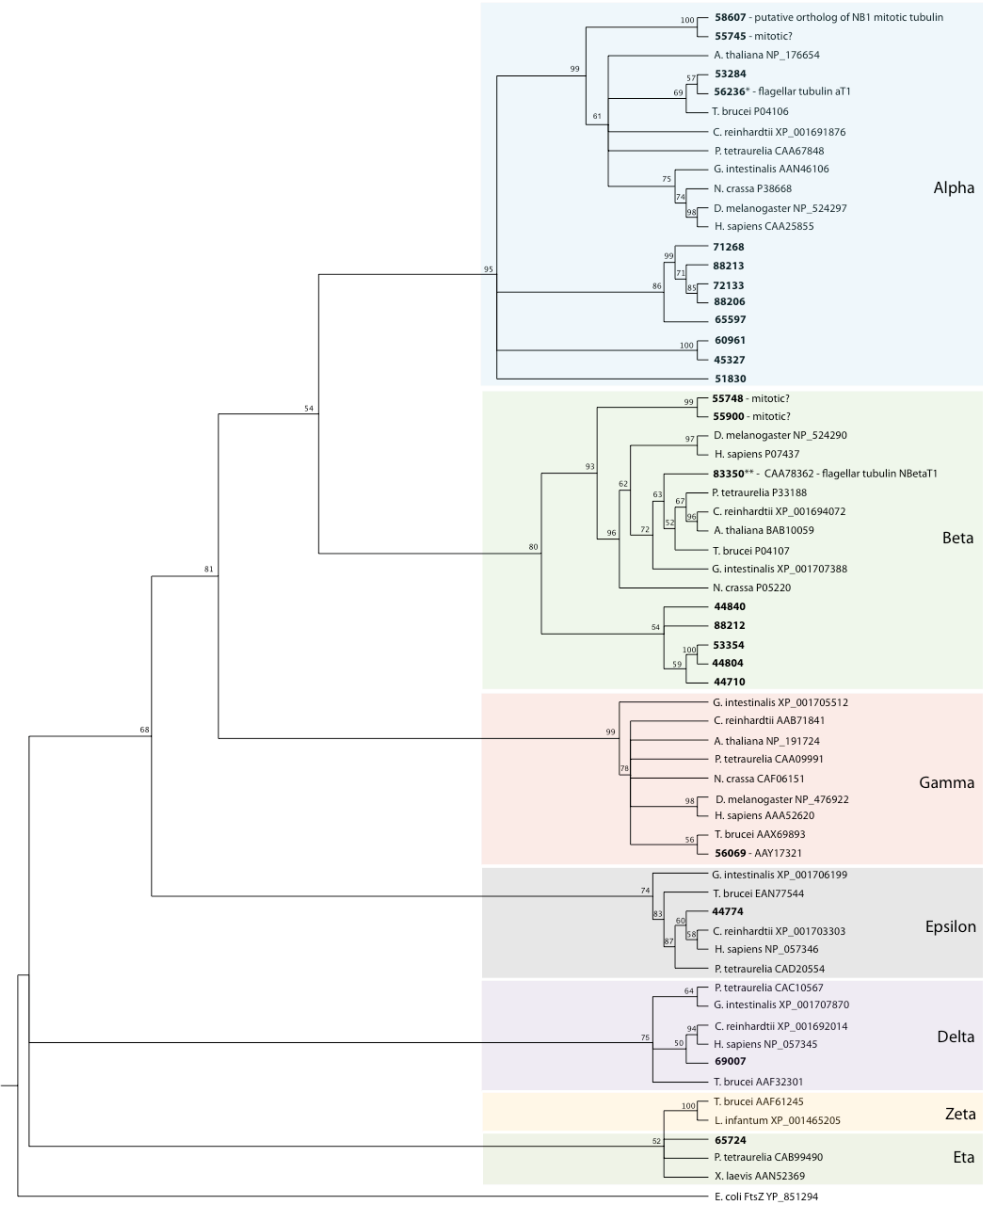 100
58607 - putative ortholog of NB1 mitotic tubulin
55745 - mitotic?
99
A. thaliana NP_176654
57
53284
69
56236* - flagellar tubulin aT1
T. brucei P04106
61
C. reinhardtii XP_001691876
P. tetraurelia CAA67848
G. intestinalis AAN46106
75
N. crassa P38668
Alpha
74
D. melanogaster NP_524297
98
H. sapiens CAA25855
71268
99
88213
71
95
72133
86
85
88206
65597
60961
100
45327
51830
55748 - mitotic?
99
54
55900 - mitotic?
D. melanogaster NP_524290
97
H. sapiens P07437
93
83350** - CAA78362 - flagellar tubulin NBetaT1
62
P. tetraurelia P33188
63
67
C. reinhardtii XP_001694072
96
52
72
A. thaliana BAB10059
96
Beta
80
T. brucei P04107
81
G. intestinalis XP_001707388
N. crassa P05220
44840
88212
54
53354
100
44804
59
44710
G. intestinalis XP_001705512
C. reinhardtii AAB71841
68
99
A. thaliana NP_191724
P. tetraurelia CAA09991
78
N. crassa CAF06151
Gamma
D. melanogaster NP_476922
98
H. sapiens AAA52620
T. brucei AAX69893
56
56069 - AAY17321
G. intestinalis XP_001706199
74
T. brucei EAN77544
83
44774
60
C. reinhardtii XP_001703303
Epsilon
58
87
H. sapiens NP_057346
P. tetraurelia CAD20554
P. tetraurelia CAC10567
64
G. intestinalis XP_001707870
C. reinhardtii XP_001692014
94
75
50
H. sapiens NP_057345
Delta
69007
T. brucei AAF32301
T. brucei AAF61245
100
L. infantum XP_001465205
Zeta
52
65724
P. tetraurelia CAB99490
Eta
X. laevis AAN52369
E. coli FtsZ YP_851294